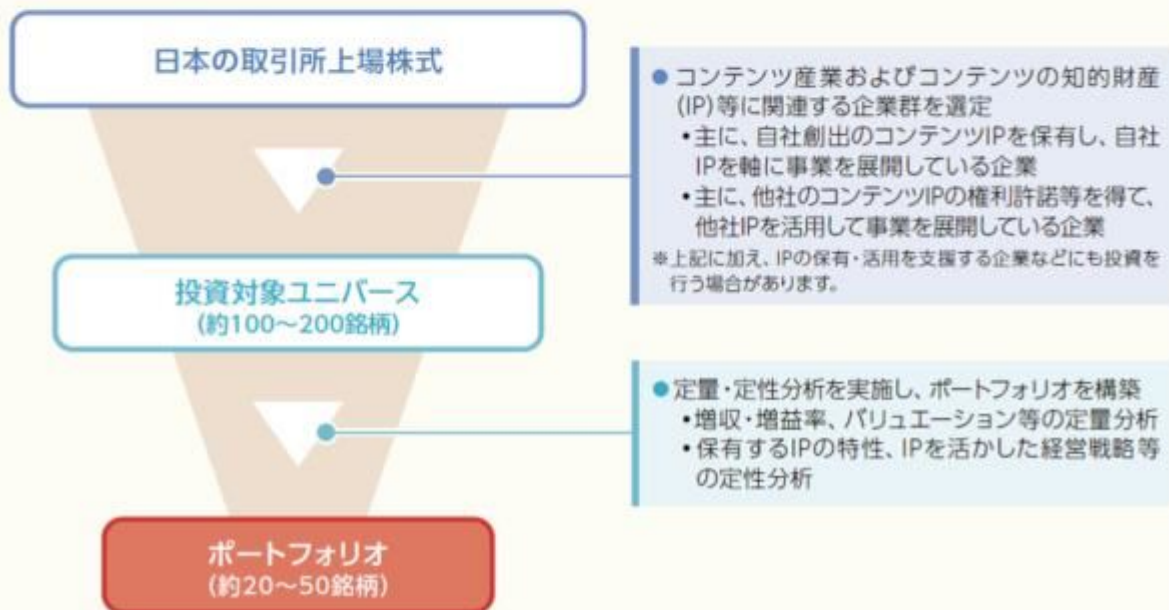 日本の取引所上場株式
● コンテンツ産業およびコンテンツの知的財産
(IP)等に関連する企業群を選定
•主に、自社創出のコンテンツIPを保有し、自社
IPを軸に事業を展開している企業
•主に、他社のコンテンツIPの権利許諾等を得て、
他社IPを活用して事業を展開している企業
※上記に加え、IPの保有・活用を支援する企業などにも投資を
行う場合があります。
投資対象ユニバース
(約100～200銘柄)
● 定量・定性分析を実施し、ポートフォリオを構築
•増収・増益率、バリュエーション等の定量分析
•保有するIPの特性、IPを活かした経営戦略等
の定性分析
ポートフォリオ
(約20～50銘柄)